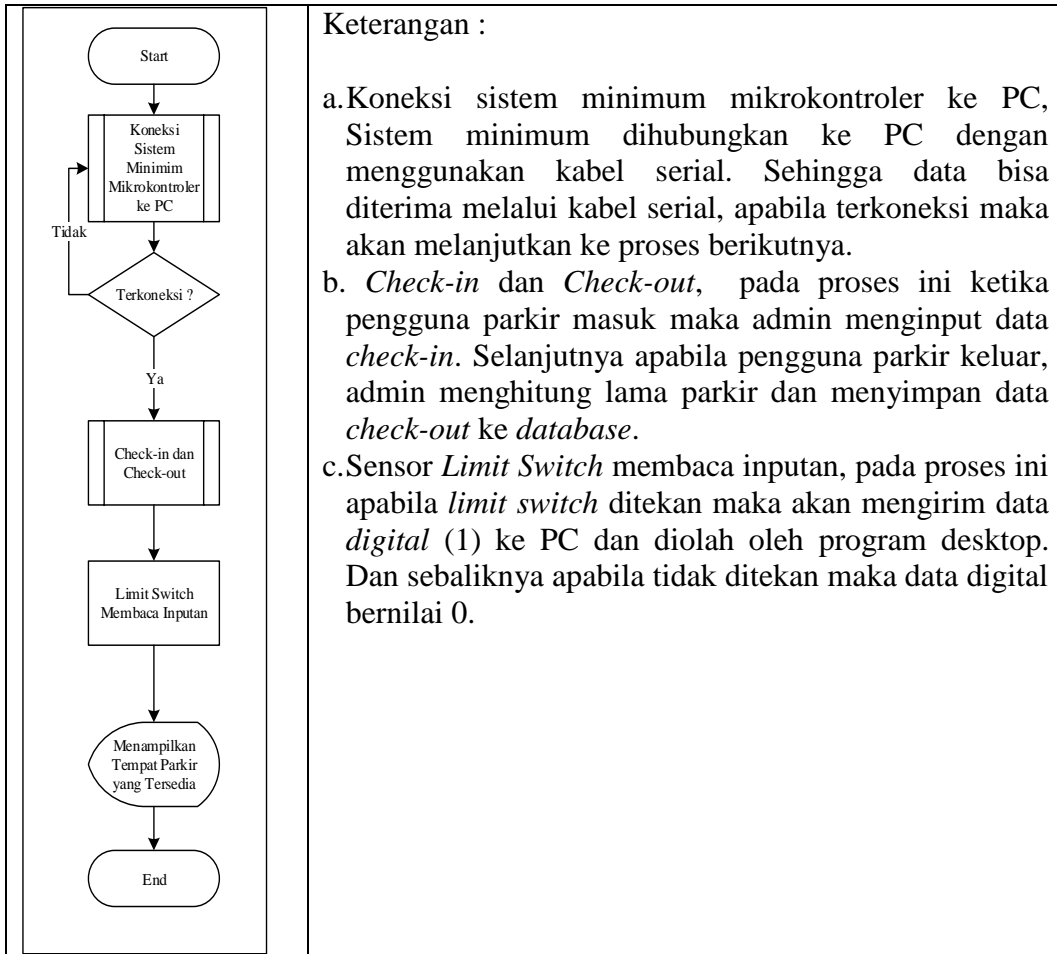 Start
Koneksi
Sistem
Minimim
Mikrokontroler
ke PC
Tidak
Terkoneksi ?
Ya
Check-in dan
Check-out
Limit Switch
Membaca Inputan
Menampilkan
Tempat Parkir
yang Tersedia
End
Keterangan :
a.Koneksi sistem minimum mikrokontroler ke PC,
Sistem minimum dihubungkan ke PC dengan
menggunakan kabel serial. Sehingga data bisa
diterima melalui kabel serial, apabila terkoneksi maka
akan melanjutkan ke proses berikutnya.
b. Check-in dan Check-out, pada proses ini ketika
pengguna parkir masuk maka admin menginput data
check-in. Selanjutnya apabila pengguna parkir keluar,
admin menghitung lama parkir dan menyimpan data
check-out ke database.
c.Sensor Limit Switch membaca inputan, pada proses ini
apabila limit switch ditekan maka akan mengirim data
digital (1) ke PC dan diolah oleh program desktop.
Dan sebaliknya apabila tidak ditekan maka data digital
bernilai 0.